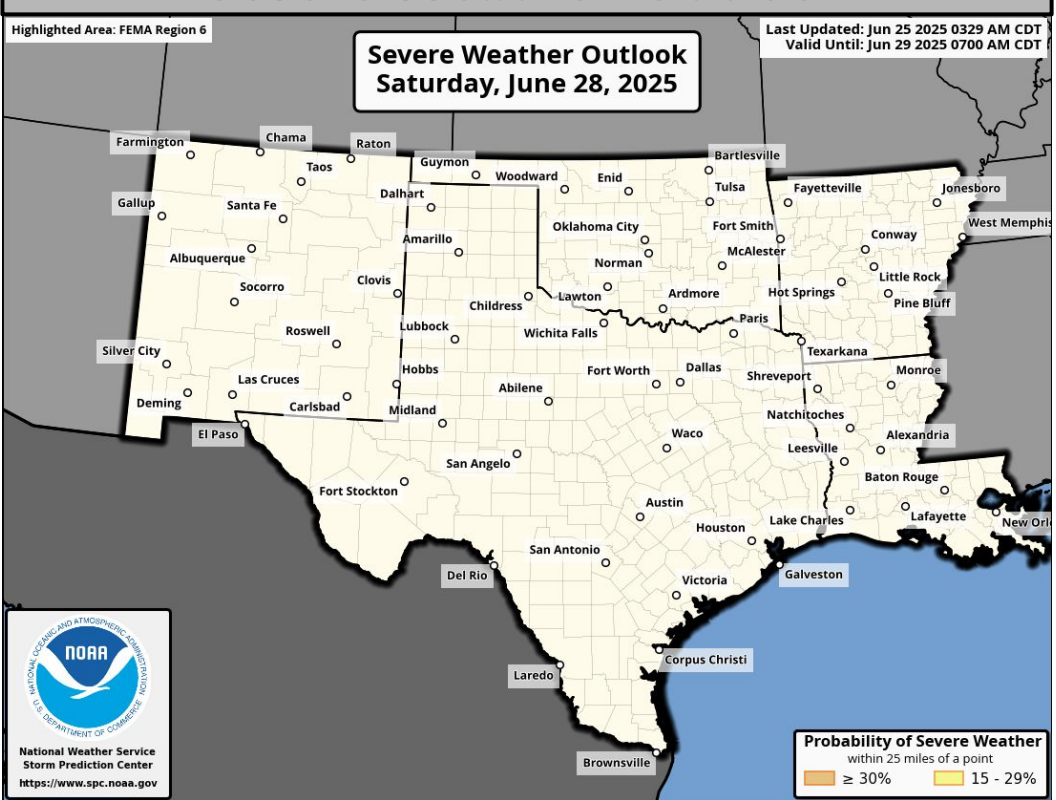 Highlighted Area: FEMA Region 6
Severe Weather Outlook
Saturday, June 28, 2025
Last Updated: Jun 25 2025 0329 AM CDT
Valid Until: Jun 29 2025 0700 AM CDT
Farmington
Chama
Raton
Taos
Guymon
Woodward
Enid
Bartlesville
Tulsa
Fayetteville
Jonesboro
Gallup
Santa Fe
Dalhart
Oklahoma City
Fort Smith
West Memphis
Albuquerque
Amarillo
Norman
McAlester
Conway
Socorro
Clovis
Childress
Lawton
Ardmore
Hot Springs
Little Rock
Pine Bluff
Roswell
Lubbock
Wichita Falls
Paris
Texarkana
Silver City
Las Cruces
Hobbs
Abilene
Fort Worth
Dallas
Shreveport
Monroe
Deming
Carlsbad
Midland
Natchitoches
El Paso
San Angelo
Waco
Leesville
Alexandria
Fort Stockton
Austin
Baton Rouge
Houston
Lake Charles
Lafayette
New Orle
Del Rio
San Antonio
Galveston
Victoria
Laredo
Corpus Christi
Brownsville
NATIONAL OCEANIC AND ATMOSPHERIC ADMINISTRATION
NOAA
U.S. DEPARTMENT OF COMMERCE
National Weather Service
Storm Prediction Center
https://www.spc.noaa.gov
Probability of Severe Weather
within 25 miles of a point
≥ 30%
15 - 29%